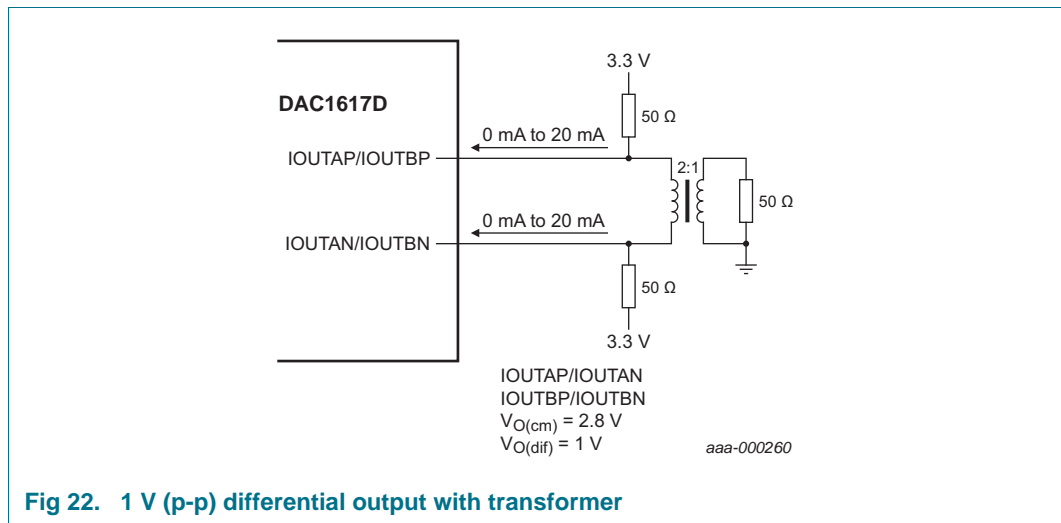 3.3 V
DAC1617D
50 Ω
0 mA to 20 mA
IOUTAP/IOUTBP
2:1
50 Ω
0 mA to 20 mA
IOUTAN/IOUTBN
50 Ω
3.3 V
IOUTAP/IOUTAN
IOUTBP/IOUTBN
VO(cm) = 2.8 V
VO(dif) = 1 V
aaa-000260
Fig 22. 1 V (p-p) differential output with transformer